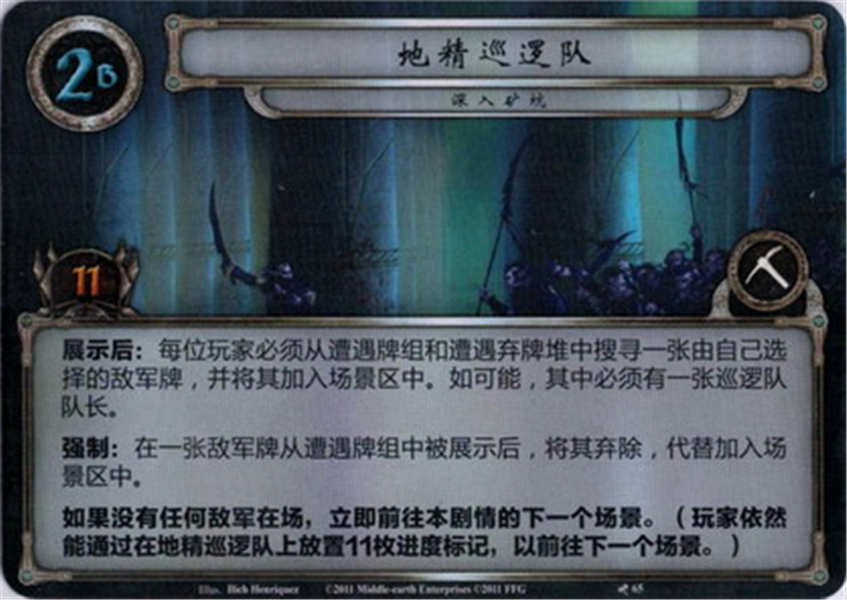 2B
地精巡逻队
深入矿坑
11
展示后：每位玩家必须从遭遇牌组和遭遇弃牌堆中搜寻一张由自己选
择的敌军牌，并将其加入场景区中。如可能，其中必须有一张巡逻队
队长。
强制：在一张敌军牌从遭遇牌组中被展示后，将其弃除，代替加入场
景区中。
如果没有任何敌军在场，立即前往本剧情的下一个场景。（玩家依然
能通过在地精巡逻队上放置11枚进度标记，以前往下一个场景。）
Illus. Rich Henriquez ©2011 Middle-earth Enterprises ©2011 FFG 65